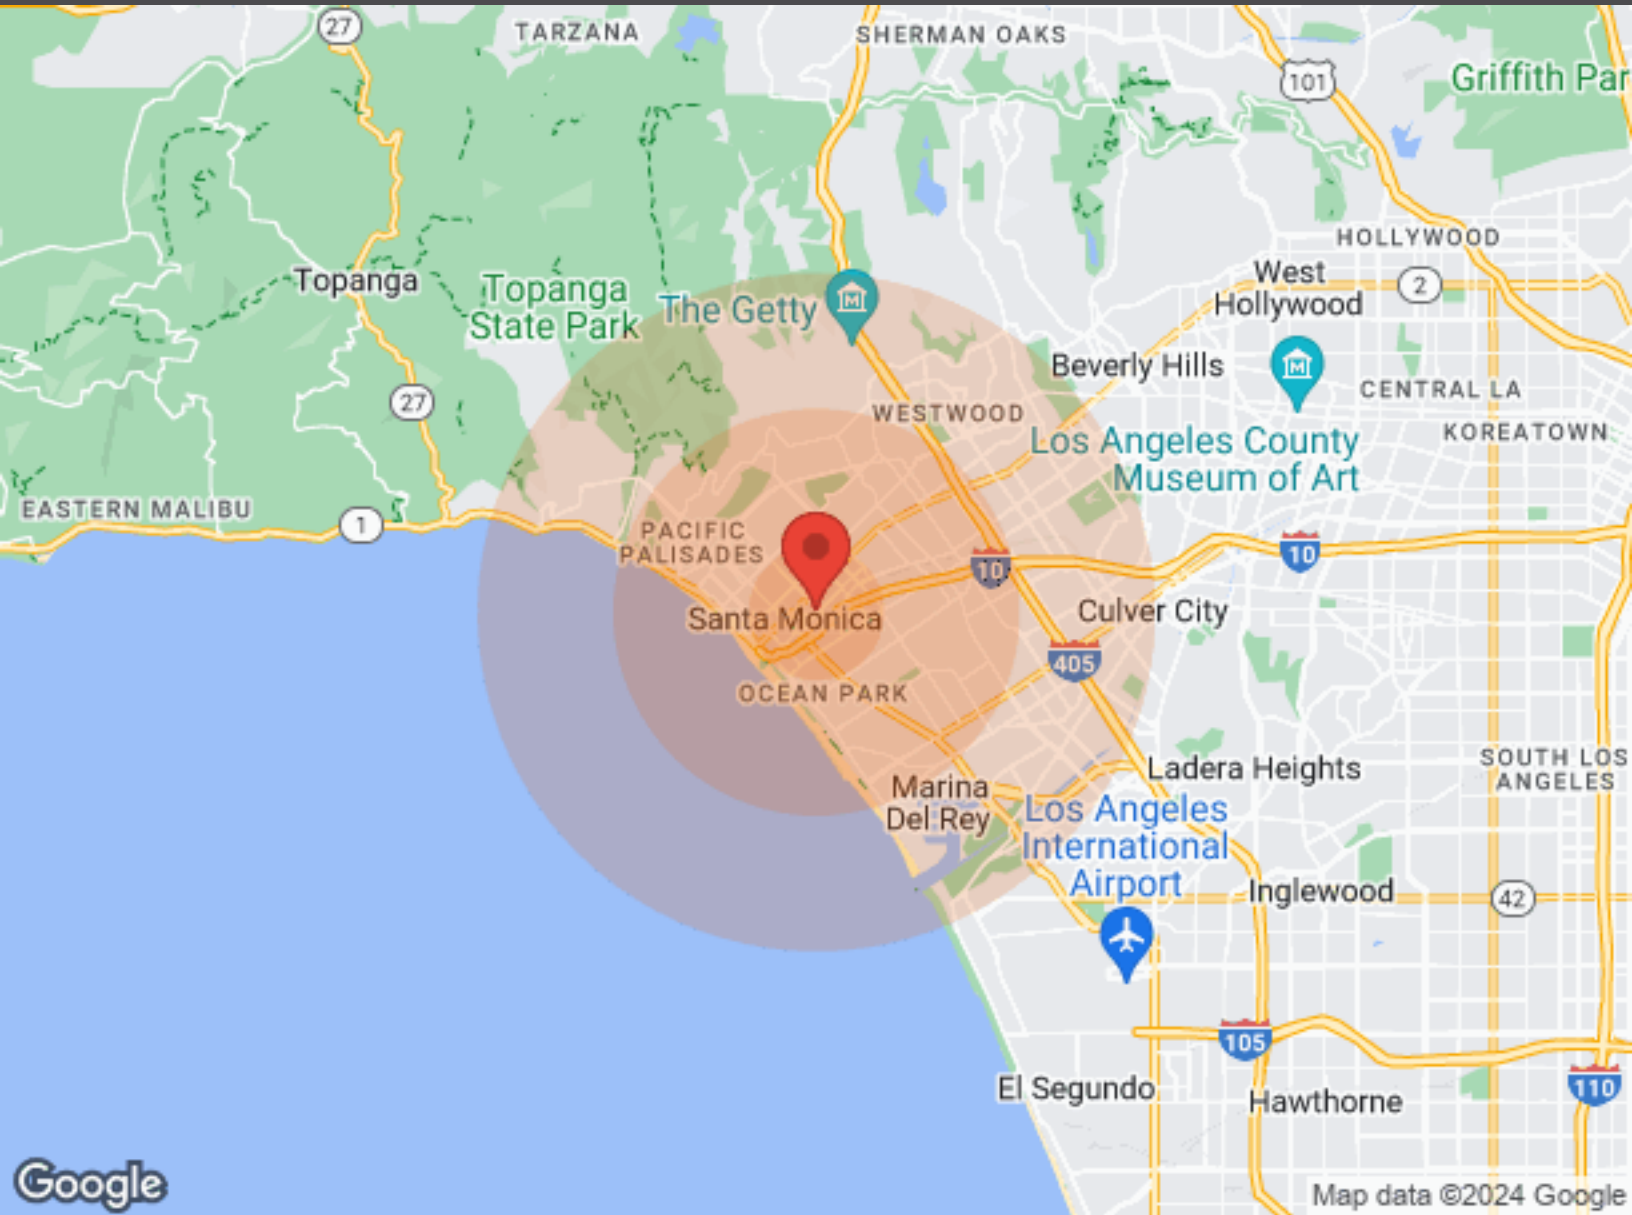 27
TARZANA
SHERMAN OAKS
101
Griffith Par
HOLLYWOOD
Topanga
Topanga
State Park
The Getty
West
Hollywood
2
Beverly Hills
27
WESTWOOD
CENTRAL LA
KOREATOWN
Los Angeles County
Museum of Art
EASTERN MALIBU
1
PACIFIC
PALISADES
10
10
Santa Monica
Culver City
405
OCEAN PARK
Marina
Del Rey
Ladera Heights
SOUTH LOS
ANGELES
Los Angeles
International
Airport
Inglewood
42
105
El Segundo
Hawthorne
110
Google
Map data ©2024 Google